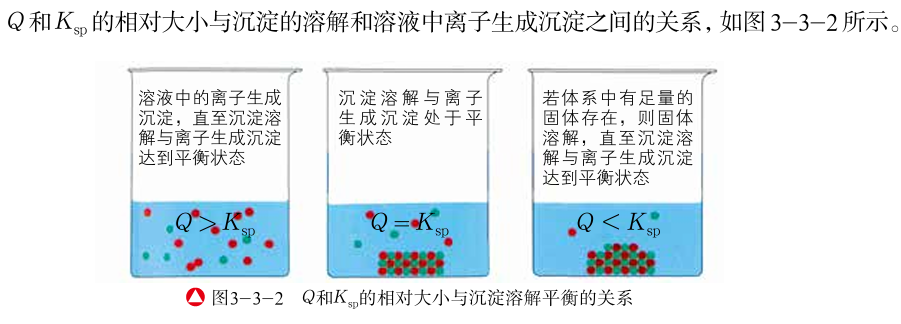 Q和Ksp的相对大小与沉淀的溶解和溶液中离子生成沉淀之间的关系，如图3-3-2所示。
溶液中的离子生成
沉淀，直至沉淀溶
解与离子生成沉淀
达到平衡状态
Q > Ksp
沉淀溶解与离子
生成沉淀处于平
衡状态
Q = Ksp
若体系中有足量的
固体存在，则固体
溶解，直至沉淀溶
解与离子生成沉淀
达到平衡状态
Q < Ksp
图3-3-2 Q和Ksp的相对大小与沉淀溶解平衡的关系